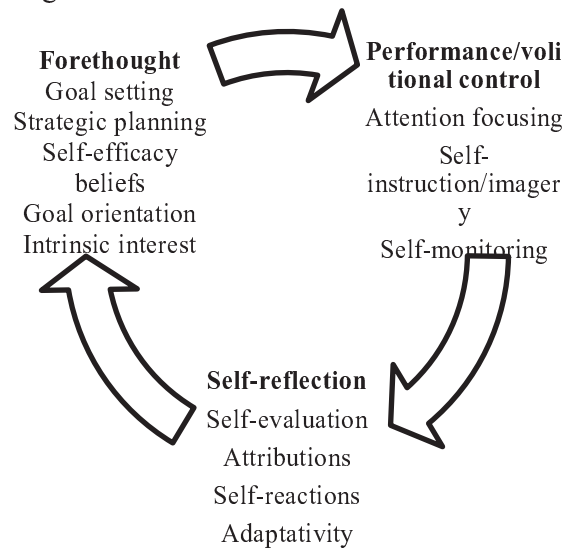 Forethought
Goal setting
Strategic planning
Self-efficacy
beliefs
Goal orientation
Intrinsic interest
Performance/voli
tional control
Attention focusing
Self-
instruction/imager
y
Self-monitoring
Self-reflection
Self-evaluation
Attributions
Self-reactions
Adaptativity